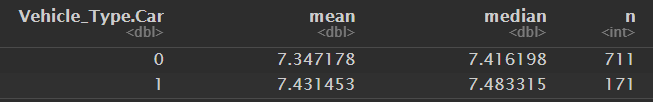 Vehicle_Type.Car mean median n
<dbl> <dbl> <dbl> <int>
0 7.347178 7.416198 711
1 7.431453 7.483315 171